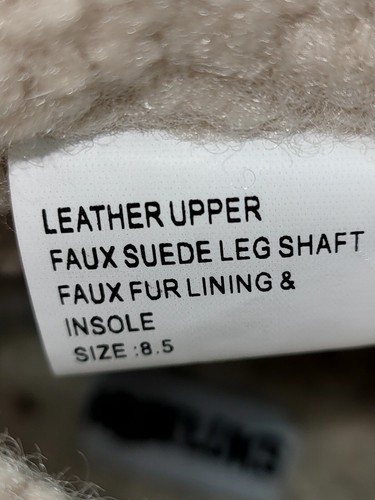 LEATHER UPPER
FAUX SUEDE LEG SHAFT
FAUX FUR LINING &
INSOLE
SIZE :8.5